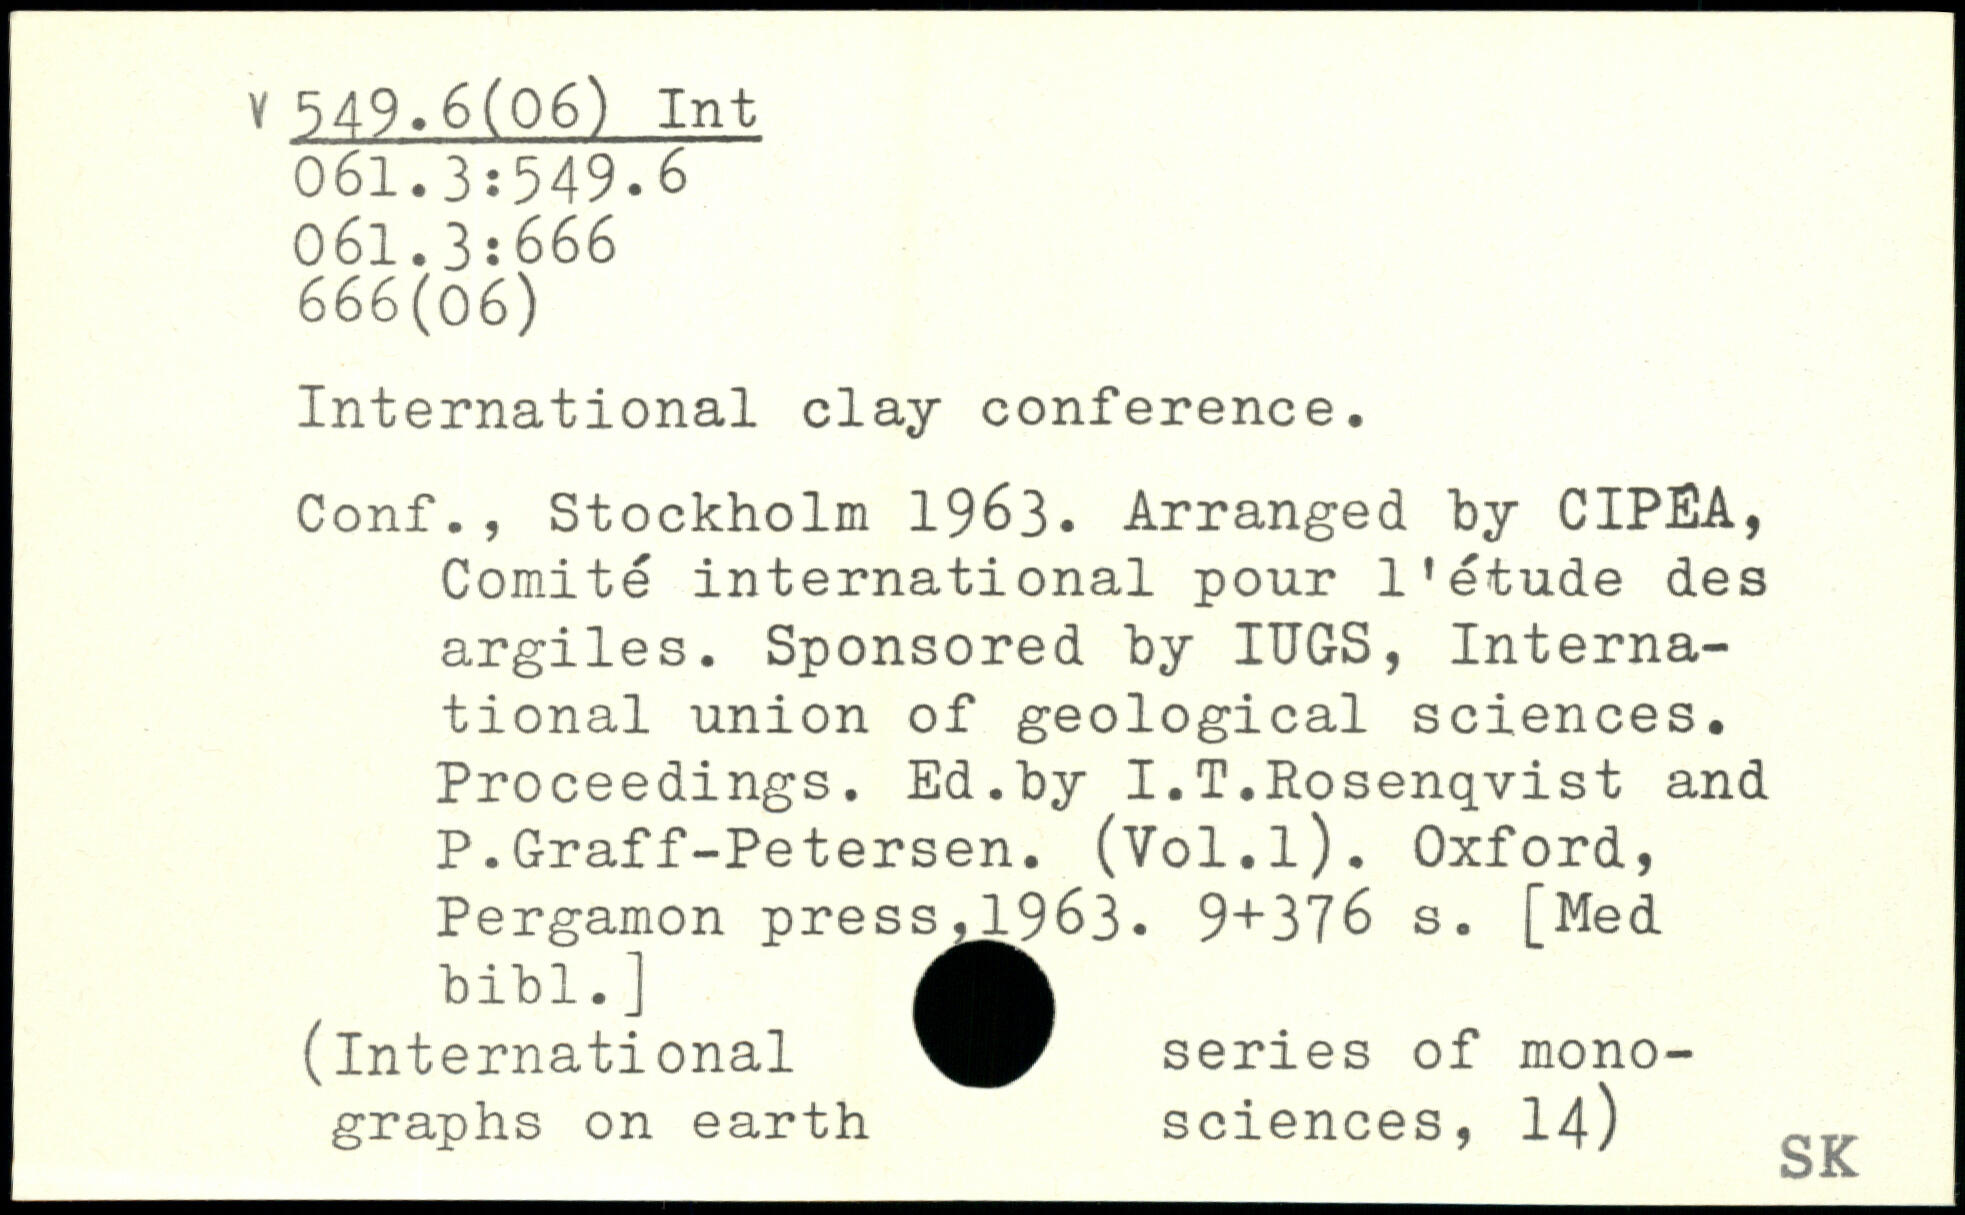 v 549.6(06) Int
061.3:549.6
061.3:666
666(06)
International clay conference.
Conf., Stockholm 1963. Arranged by CIPEA,
Comité international pour l'étude des
argiles. Sponsored by IUGS, Interna-
tional union of geological sciences.
Proceedings. Ed.by I.T.Rosenqvist and
P.Graff-Petersen. (Vol.1). Oxford,
Pergamon press,1963. 9+376 s. [Med
bibl.]
(International series of mono-
graphs on earth sciences, 14)
SK